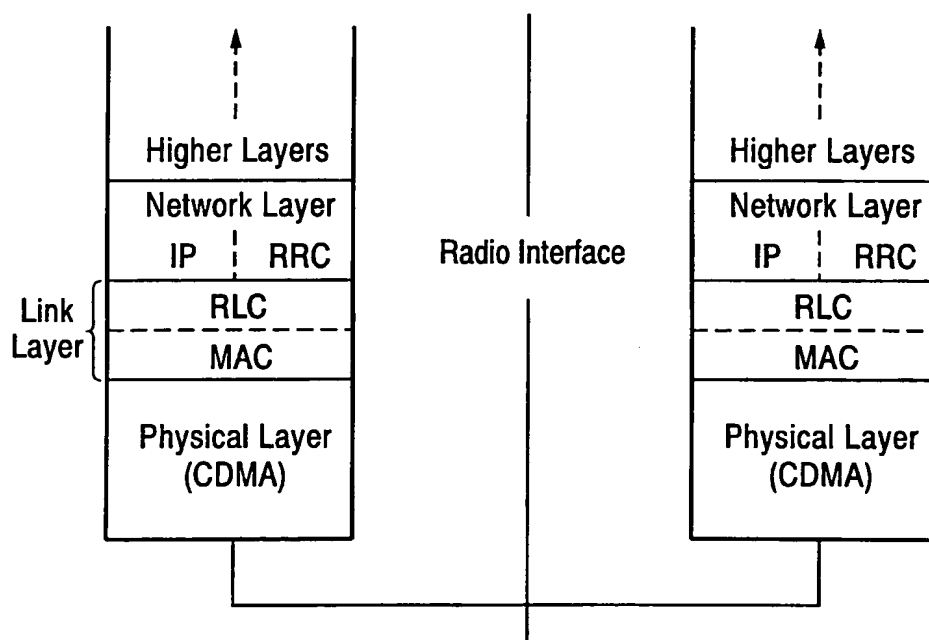 Higher Layers
Network Layer
IP RRC
Link
Layer
RLC
MAC
Physical Layer
(CDMA)
Radio Interface
Higher Layers
Network Layer
IP RRC
RLC
MAC
Physical Layer
(CDMA)